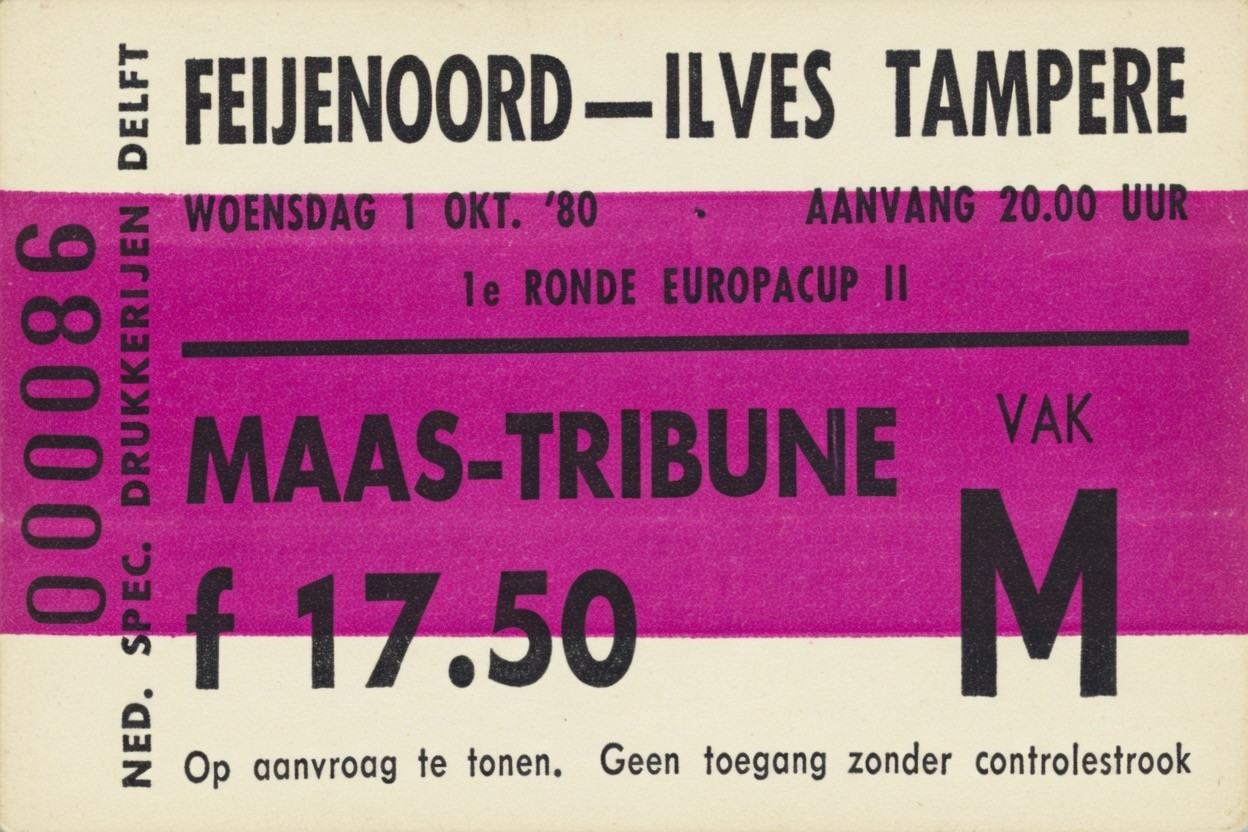 FEIJENOORD—ILVES TAMPERE
WOENSDAG 1 OKT. '80 AANVANG 20.00 UUR
1e RONDE EUROPACUP II
MAAS-TRIBUNE
VAK
M
f 17.50
Op aanvraag te tonen. Geen toegang zonder controlestrook
000086
NED. SPEC. DRUKKERIJEN DELFT